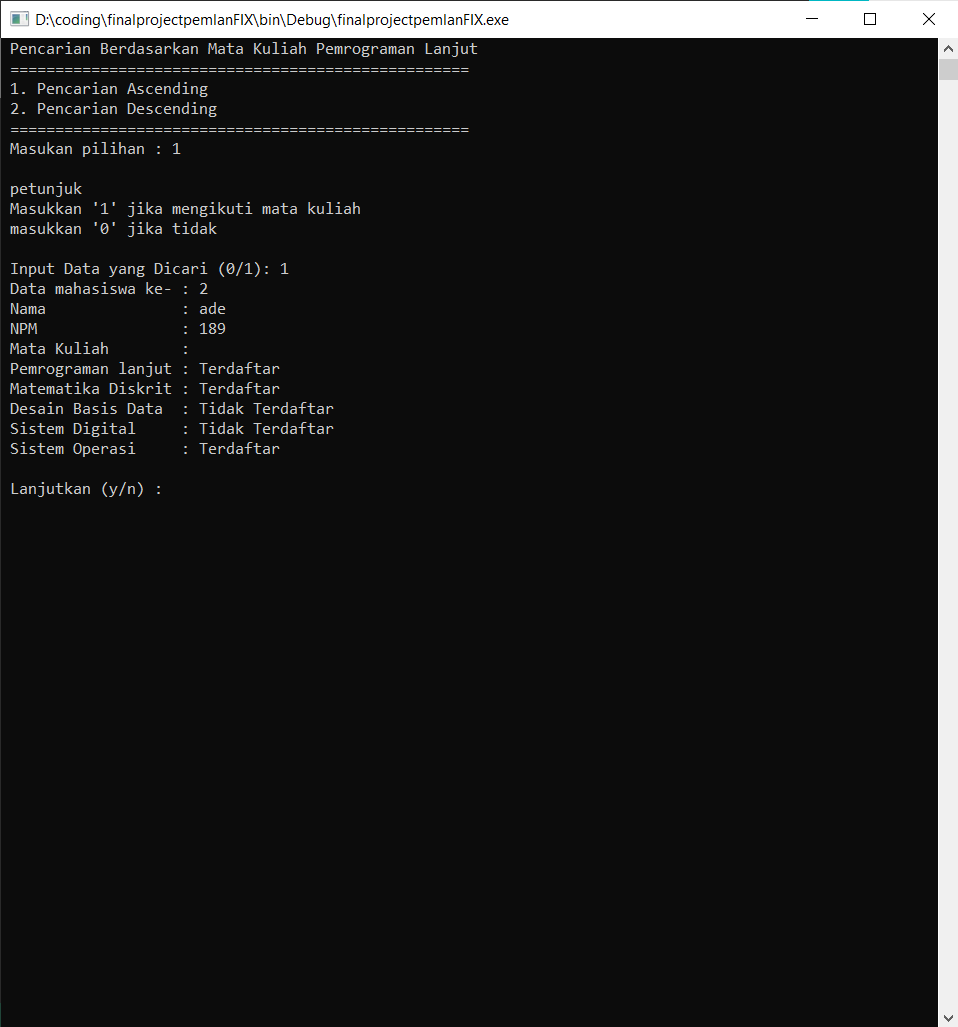 D:\coding\finalprojectpemlanFIX\bin\Debug\finalprojectpemlanFIX.exe
Pencarian Berdasarkan Mata Kuliah Pemrograman Lanjut
===================================================
1. Pencarian Ascending
2. Pencarian Descending
===================================================
Masukan pilihan : 1
petunjuk
Masukkan '1' jika mengikuti mata kuliah
masukkan '0' jika tidak
Input Data yang Dicari (0/1): 1
Data mahasiswa ke- : 2
Nama               : ade
NPM                : 189
Mata Kuliah        :
Pemrograman lanjut : Terdaftar
Matematika Diskrit : Terdaftar
Desain Basis Data  : Tidak Terdaftar
Sistem Digital     : Tidak Terdaftar
Sistem Operasi     : Terdaftar
Lanjutkan (y/n) :